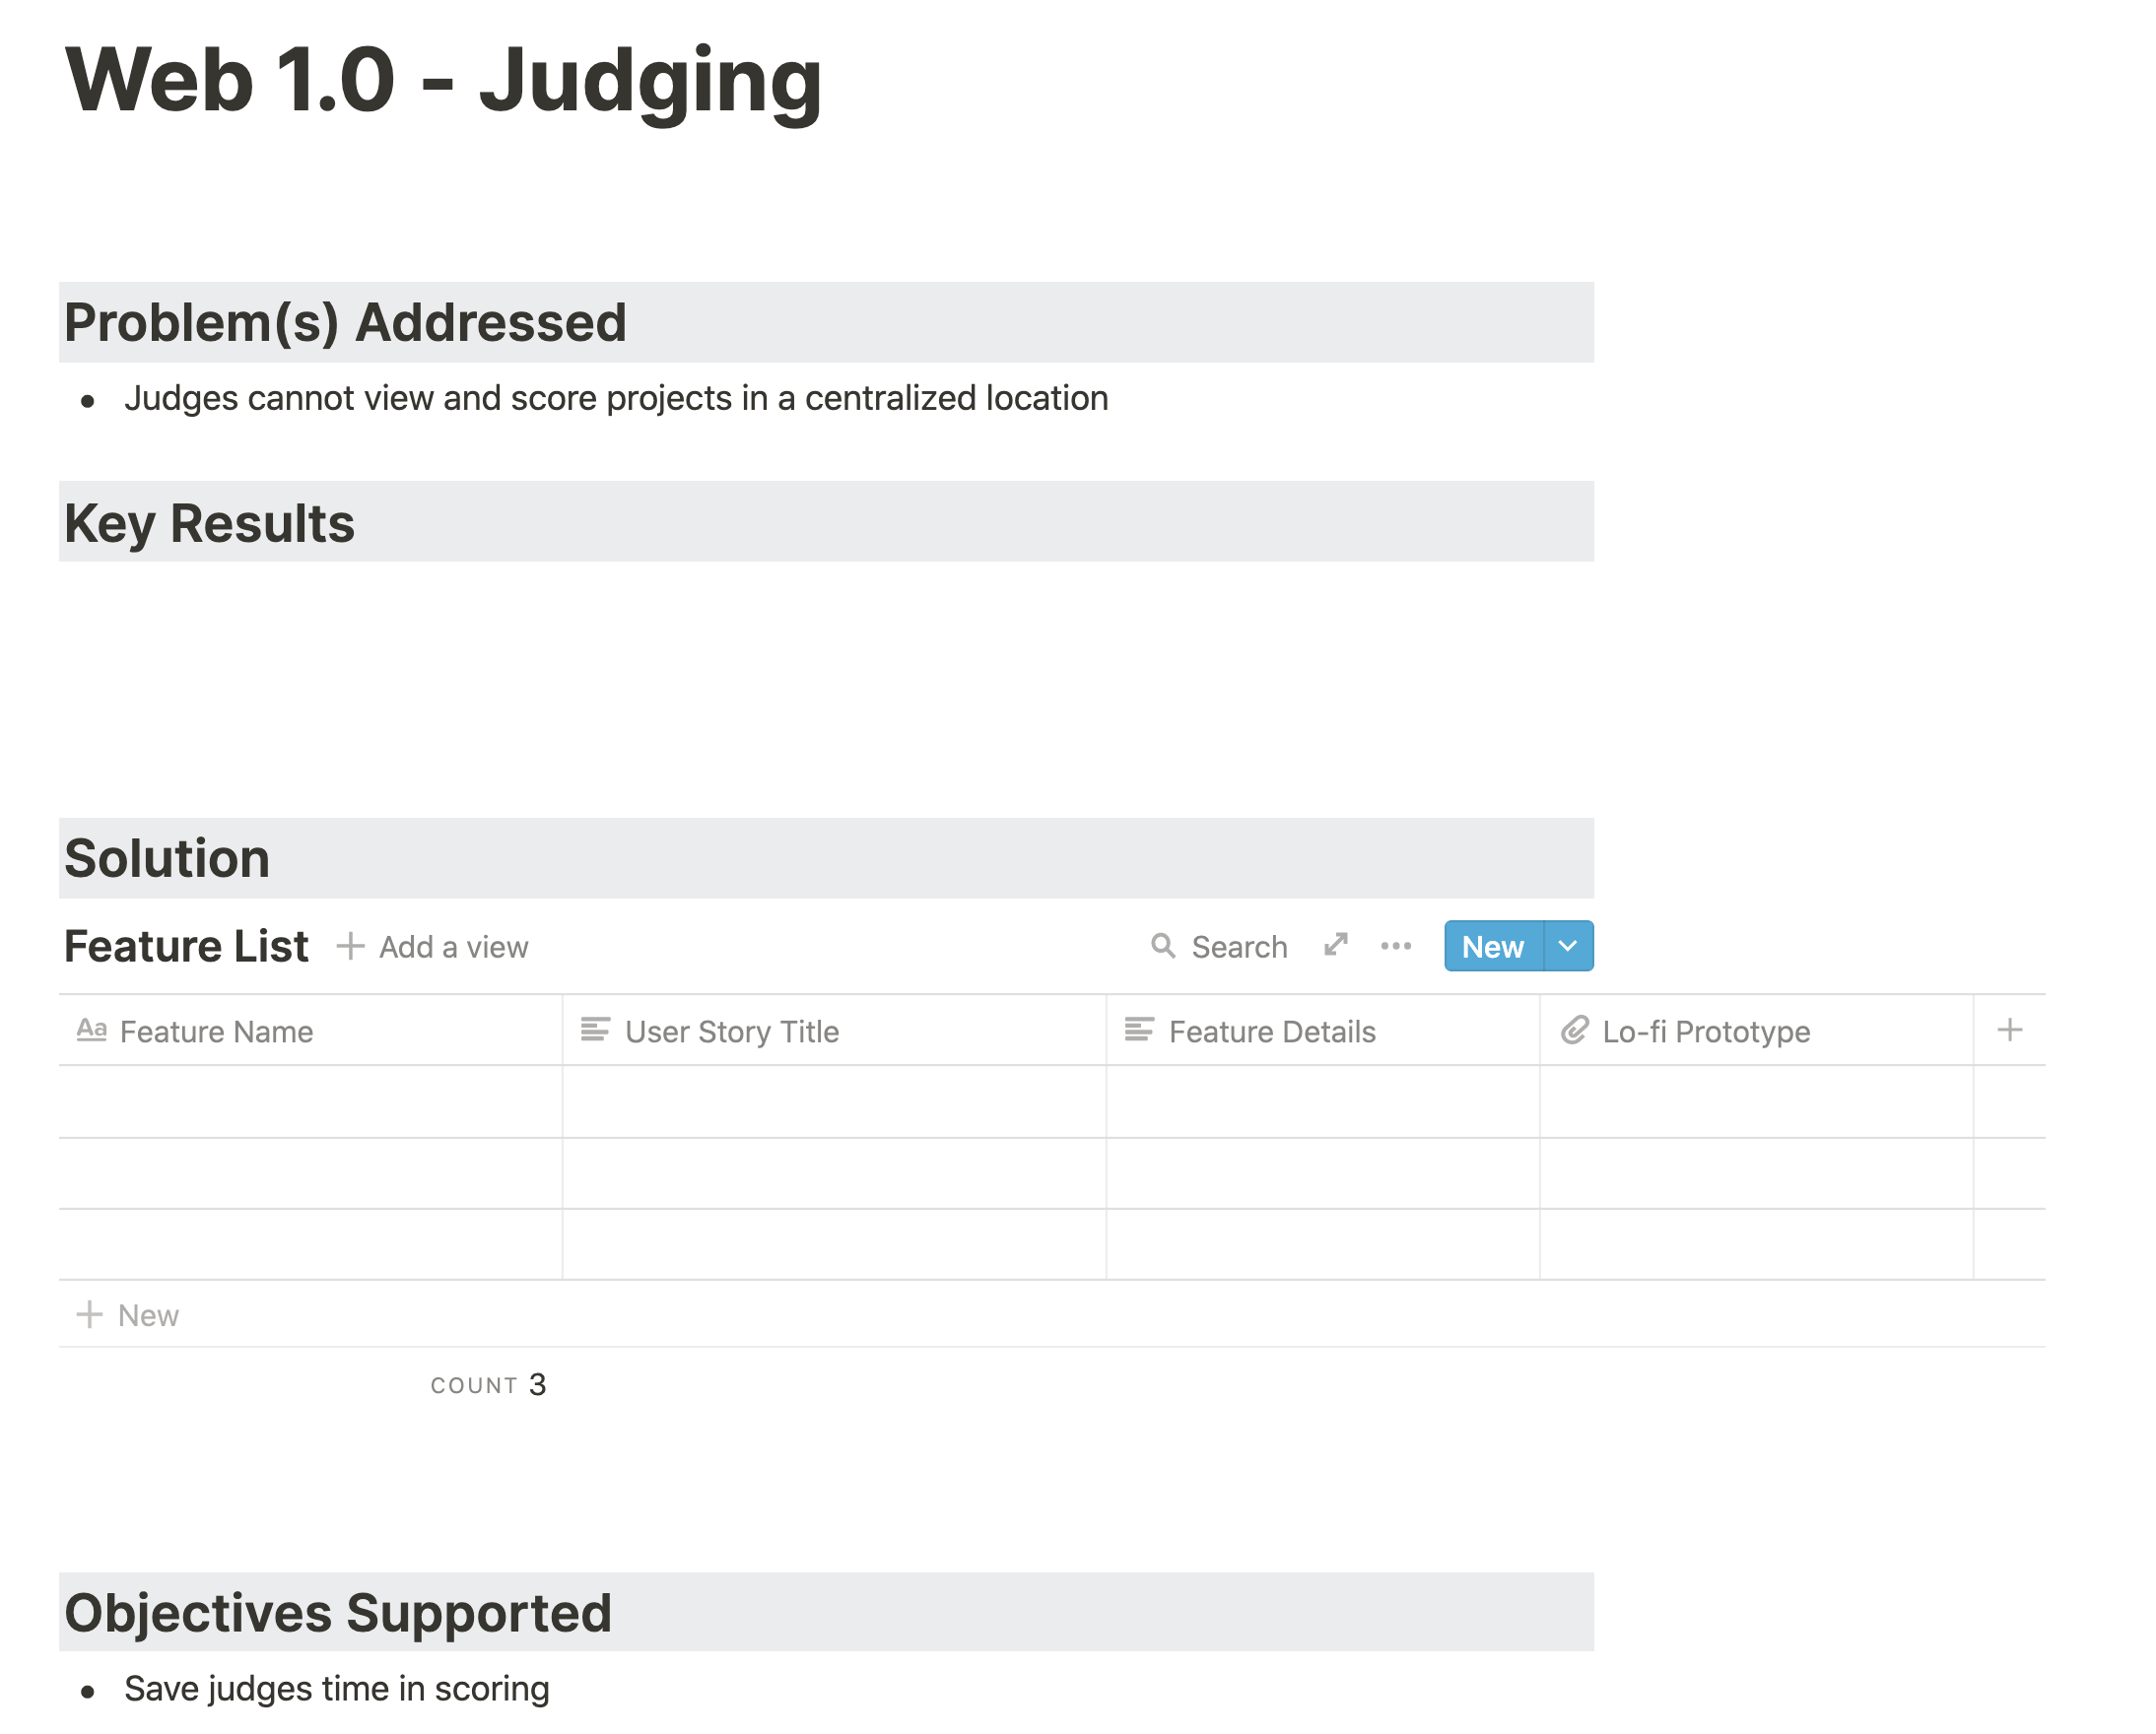 Web 1.0 - Judging
Problem(s) Addressed
• Judges cannot view and score projects in a centralized location
Key Results
Solution
Feature List + Add a view Search ••• New
Aa Feature Name User Story Title Feature Details Lo-fi Prototype +
+ New
COUNT 3
Objectives Supported
• Save judges time in scoring